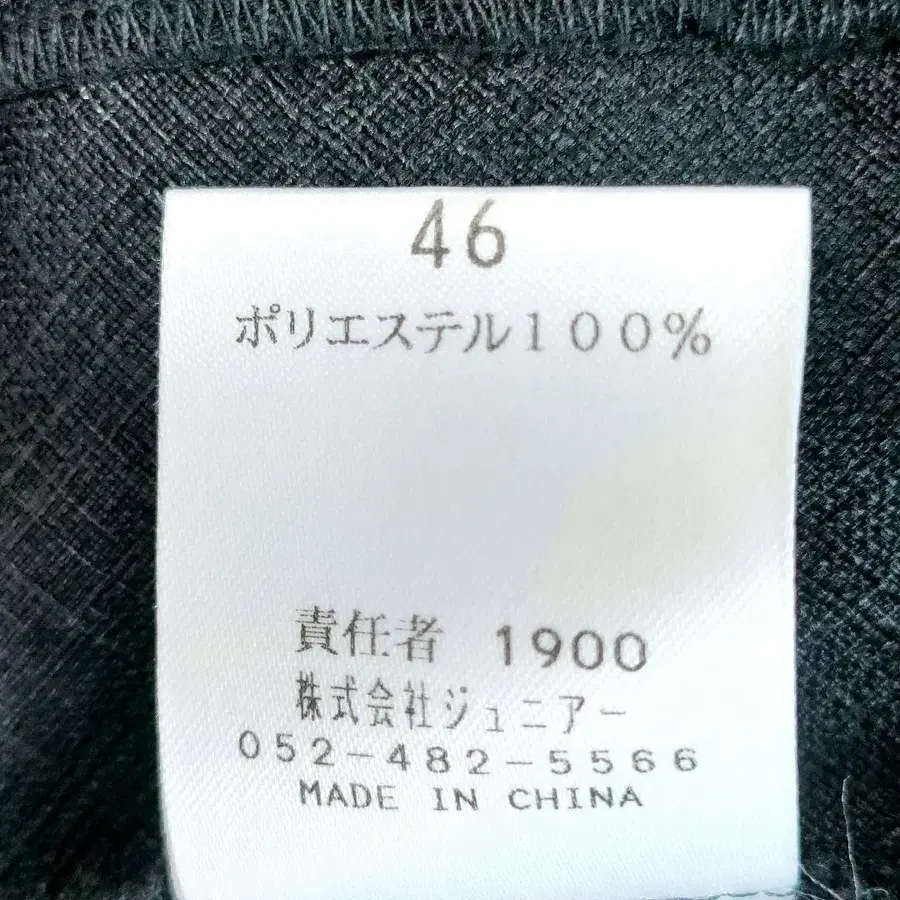 46
ポリエステル１００％
責任者 1900
株式会社ジュニアー
052-482-5566
MADE IN CHINA